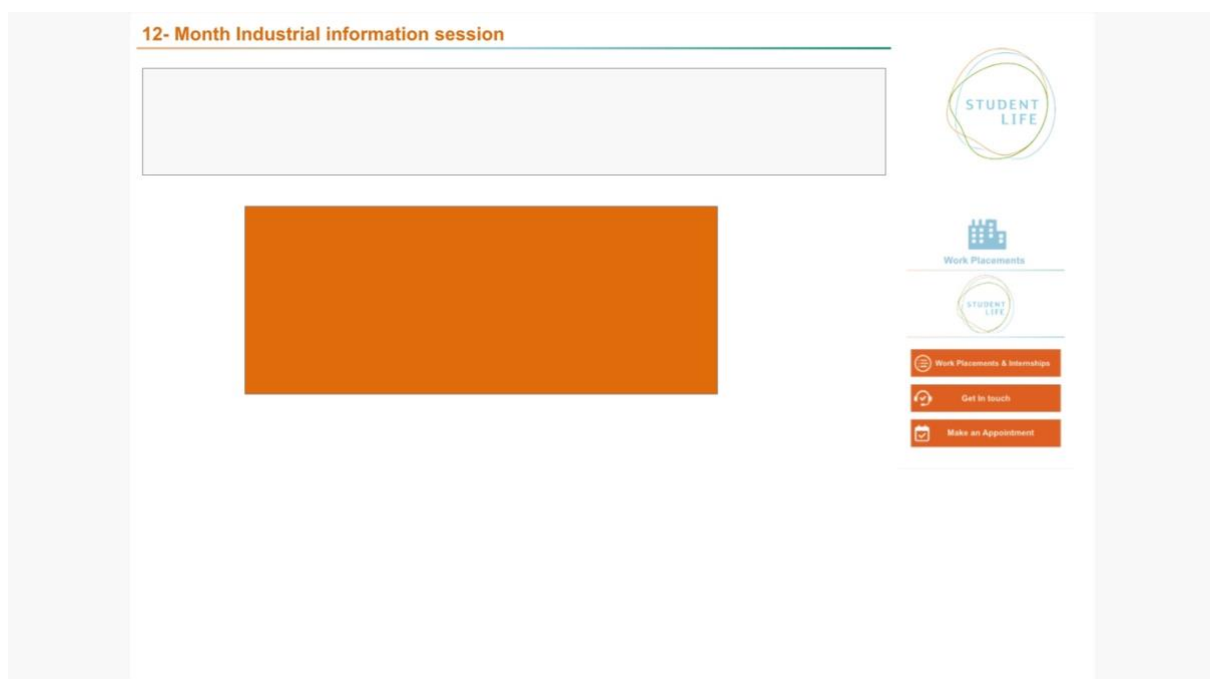 12- Month Industrial information session
STUDENT
LIFE
Work Placements
STUDENT
LIFE
Work Placements & Internships
Get In touch
Make an Appointment